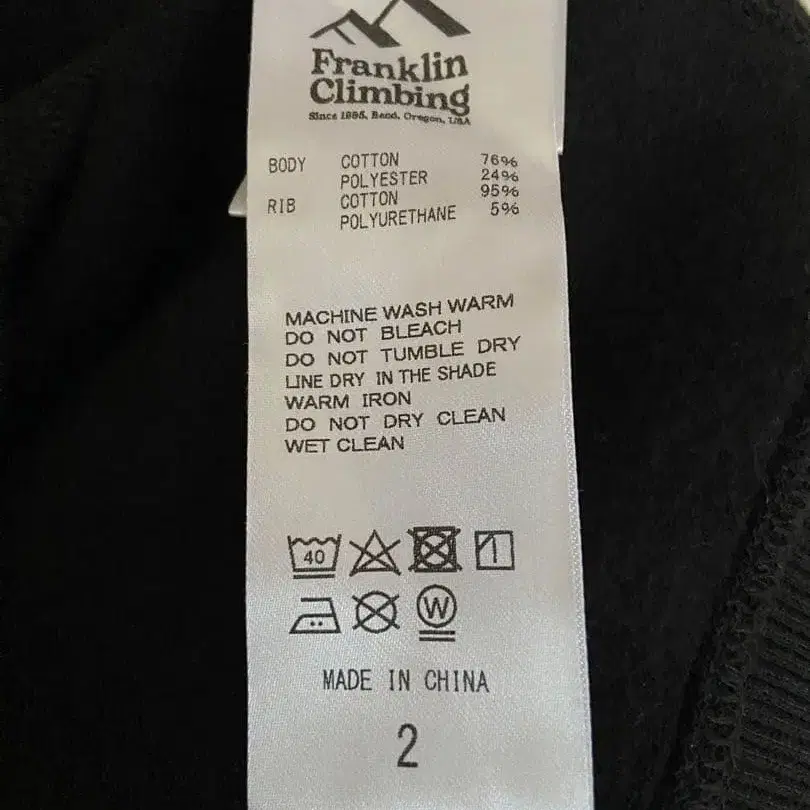 Franklin
Climbing
Since 1995, Bend, Oregon, USA
BODY COTTON 76%
POLYESTER 24%
RIB COTTON 95%
POLYURETHANE 5%
MACHINE WASH WARM
DO NOT BLEACH
DO NOT TUMBLE DRY
LINE DRY IN THE SHADE
WARM IRON
DO NOT DRY CLEAN
WET CLEAN
40
W
MADE IN CHINA
2